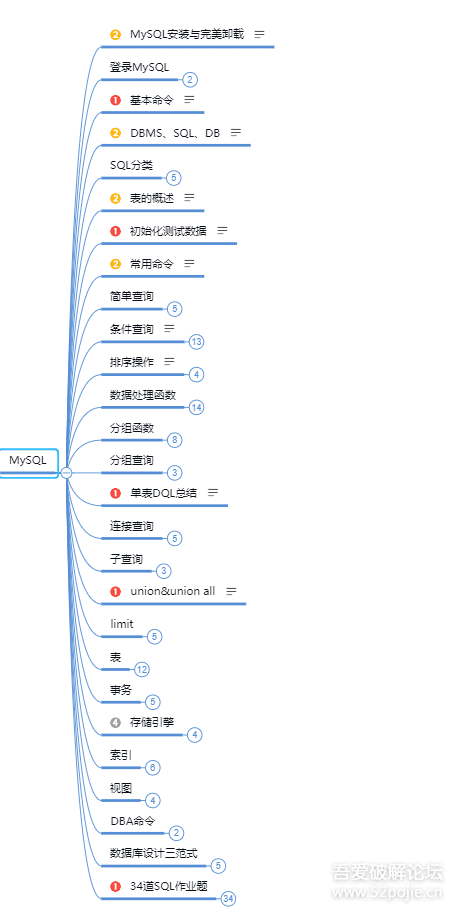 2 MySQL安装与完美卸载
登录MySQL 2
1 基本命令
2 DBMS、SQL、DB
SQL分类 5
2 表的概述
1 初始化测试数据
2 常用命令
简单查询 5
条件查询 13
排序操作 4
数据处理函数 14
分组函数 8
MySQL
分组查询 3
1 单表DQL总结
连接查询 5
子查询 3
1 union&union all
limit 5
表 12
事务 5
4 存储引擎 4
索引 6
视图 4
DBA命令 2
数据库设计三范式 5
1 34道SQL作业题 34
吾爱破解论坛
www.52pojie.cn